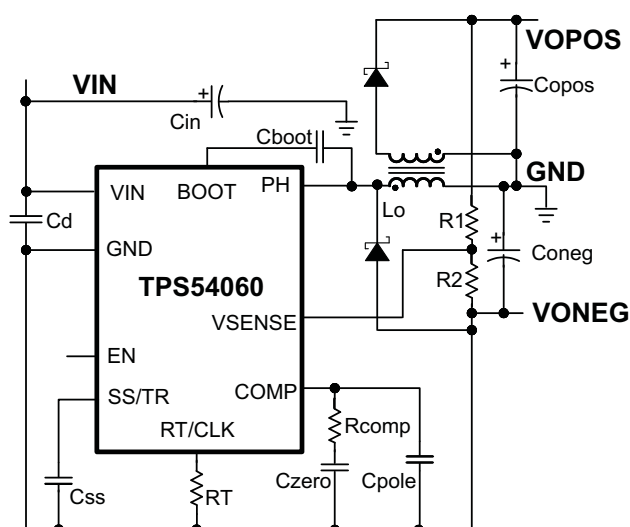 VOPOS
VIN
Copos
Cin
Cboot
GND
VIN
BOOT
PH
Cd
Lo
R1
GND
Coneg
TPS54060
R2
VSENSE
VONEG
EN
SS/TR
COMP
RT/CLK
Rcomp
Css
RT
Czero
Cpole